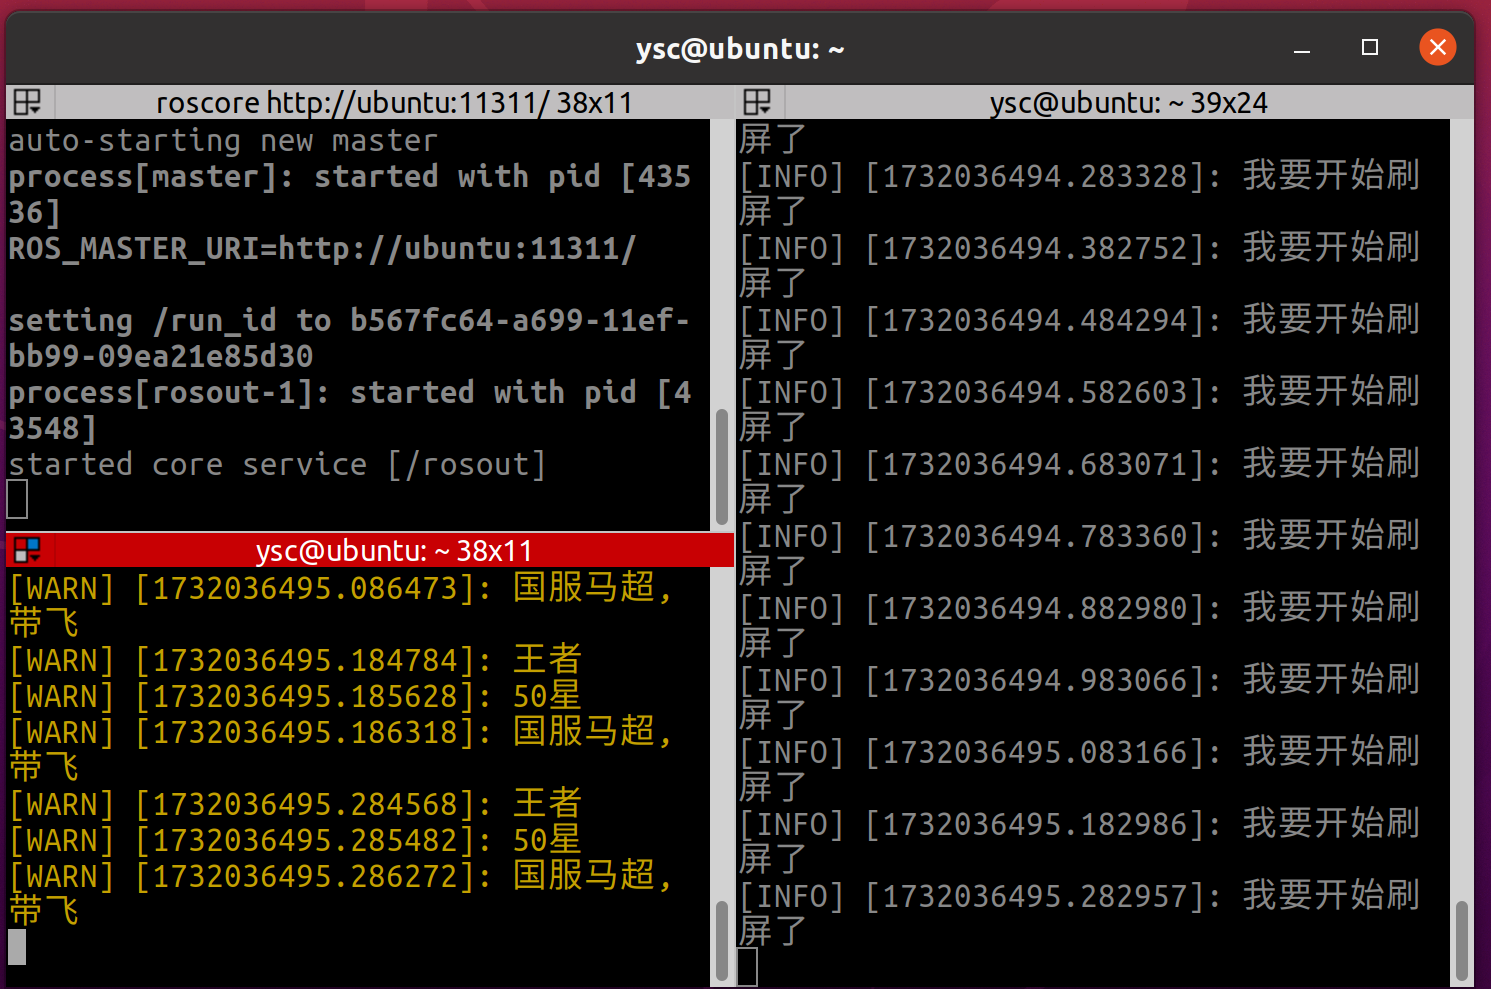 ysc@ubuntu: ~
roscore http://ubuntu:11311/ 38x11
auto-starting new master
process[master]: started with pid [435
36]
ROS_MASTER_URI=http://ubuntu:11311/
setting /run_id to b567fc64-a699-11ef-
bb99-09ea21e85d30
process[rosout-1]: started with pid [4
3548]
started core service [/rosout]
ysc@ubuntu: ~ 38x11
[WARN] [1732036495.086473]: 国服马超,
带飞
[WARN] [1732036495.184784]: 王者
[WARN] [1732036495.185628]: 50星
[WARN] [1732036495.186318]: 国服马超,
带飞
[WARN] [1732036495.284568]: 王者
[WARN] [1732036495.285482]: 50星
[WARN] [1732036495.286272]: 国服马超,
带飞
ysc@ubuntu: ~ 39x24
屏了
[INFO] [1732036494.283328]: 我要开始刷
屏了
[INFO] [1732036494.382752]: 我要开始刷
屏了
[INFO] [1732036494.484294]: 我要开始刷
屏了
[INFO] [1732036494.582603]: 我要开始刷
屏了
[INFO] [1732036494.683071]: 我要开始刷
屏了
[INFO] [1732036494.783360]: 我要开始刷
屏了
[INFO] [1732036494.882980]: 我要开始刷
屏了
[INFO] [1732036494.983066]: 我要开始刷
屏了
[INFO] [1732036495.083166]: 我要开始刷
屏了
[INFO] [1732036495.182986]: 我要开始刷
屏了
[INFO] [1732036495.282957]: 我要开始刷
屏了